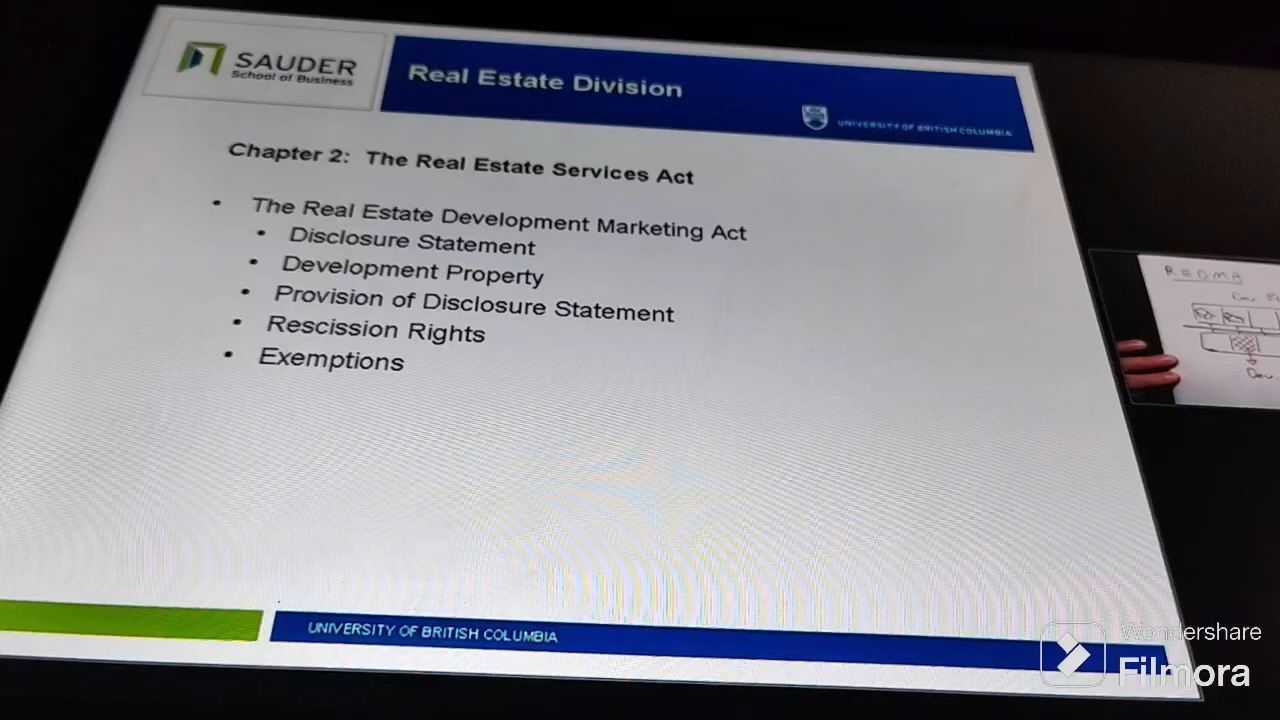 SAUDER
School of Business
Real Estate Division
UNIVERSITY OF BRITISH COLUMBIA
Chapter 2: The Real Estate Services Act
• The Real Estate Development Marketing Act
• Disclosure Statement
• Development Property
• Provision of Disclosure Statement
• Rescission Rights
• Exemptions
REDMA
Dev
Dev.
UNIVERSITY OF BRITISH COLUMBIA
Wondershare
Filmora